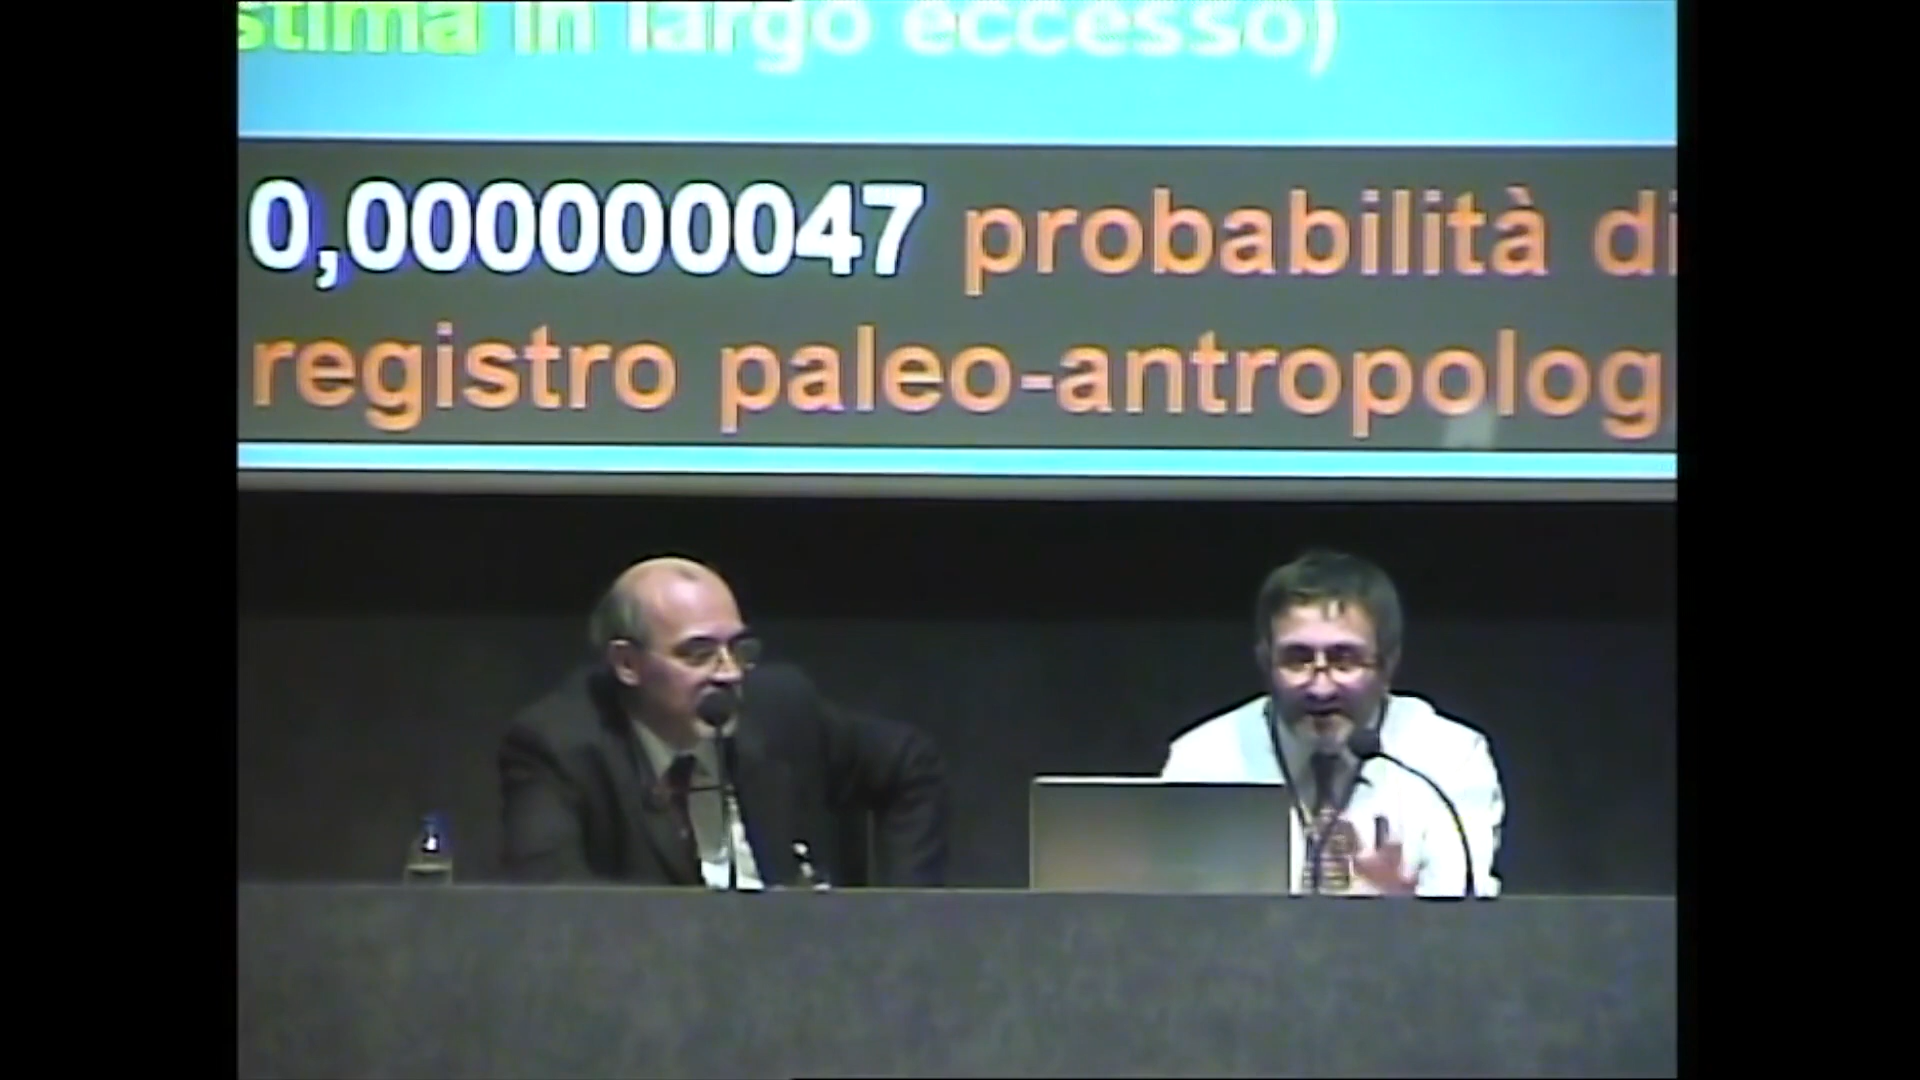 stima in largo eccesso)
0,000000047 probabilità di
registro paleo-antropolog